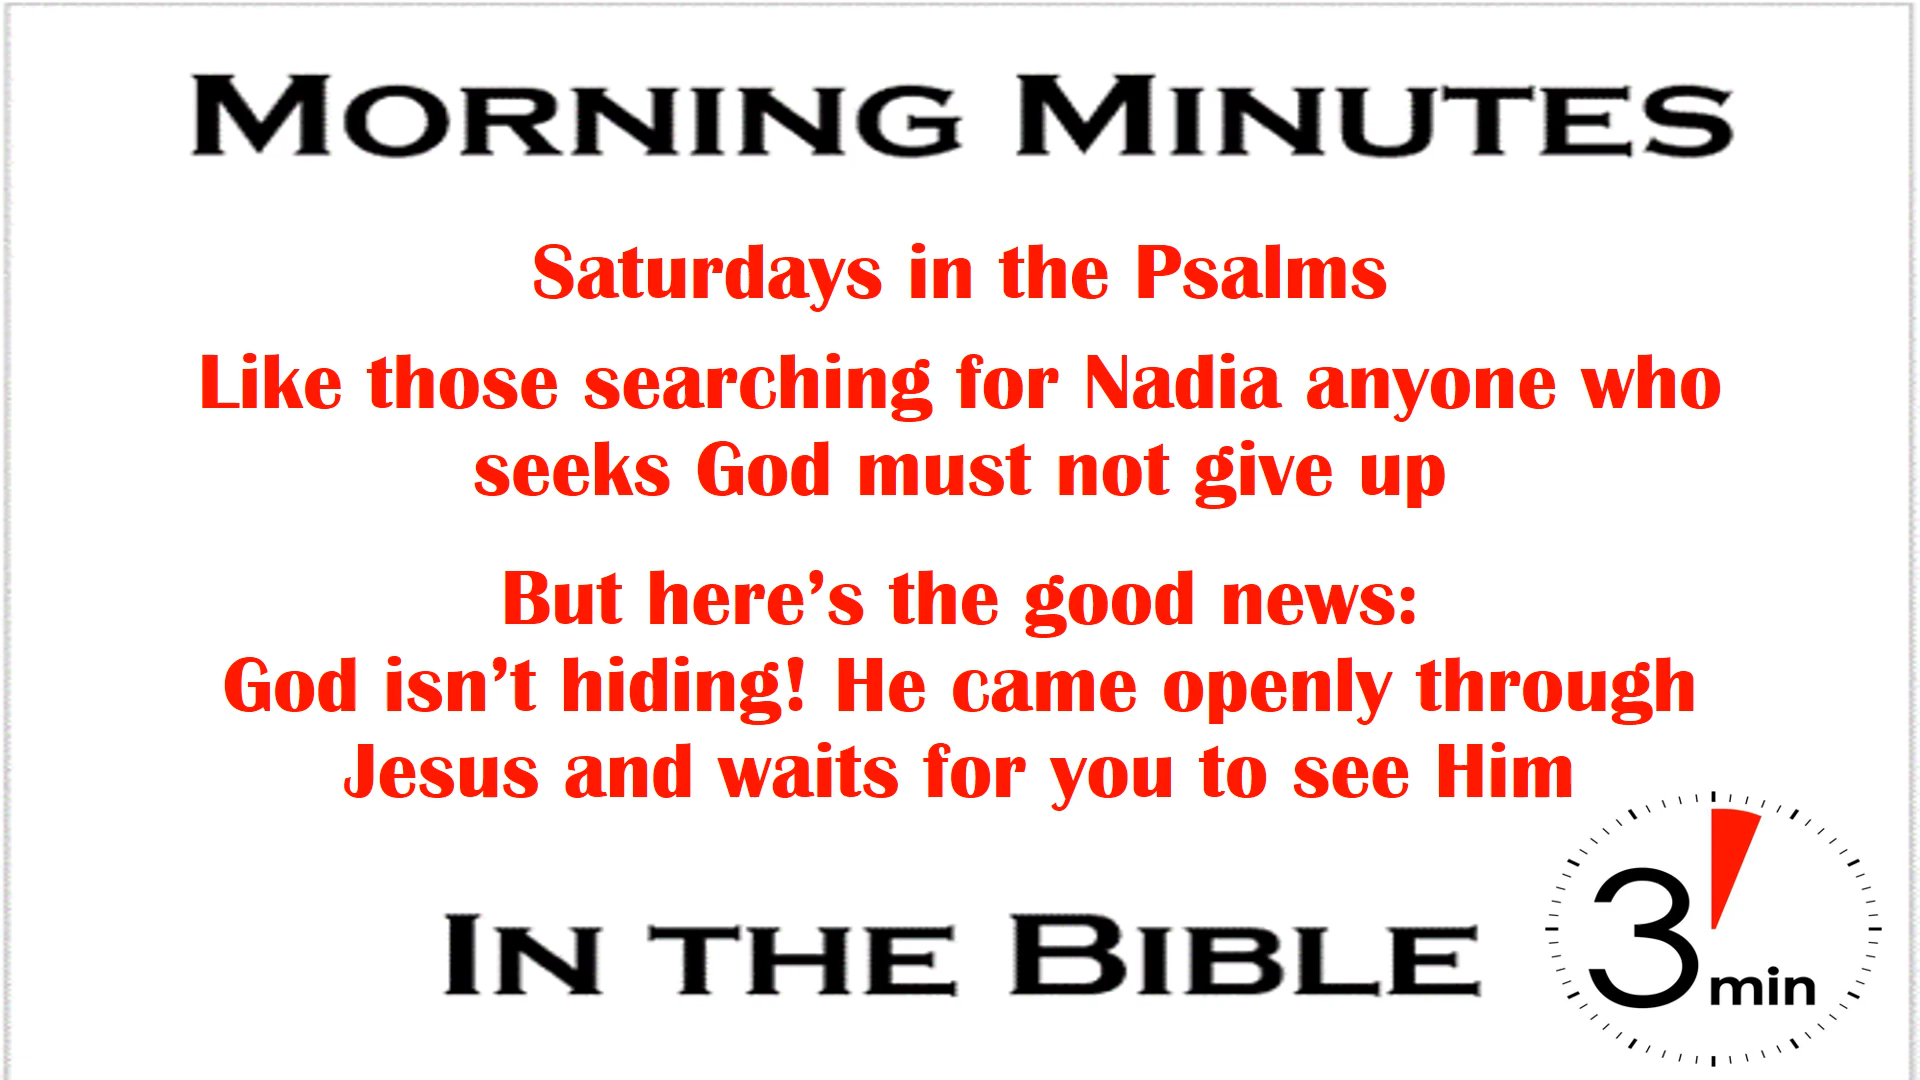 Morning Minutes
Saturdays in the Psalms
Like those searching for Nadia anyone who
seeks God must not give up
But here's the good news:
God isn't hiding! He came openly through
Jesus and waits for you to see Him
In the Bible
3 min